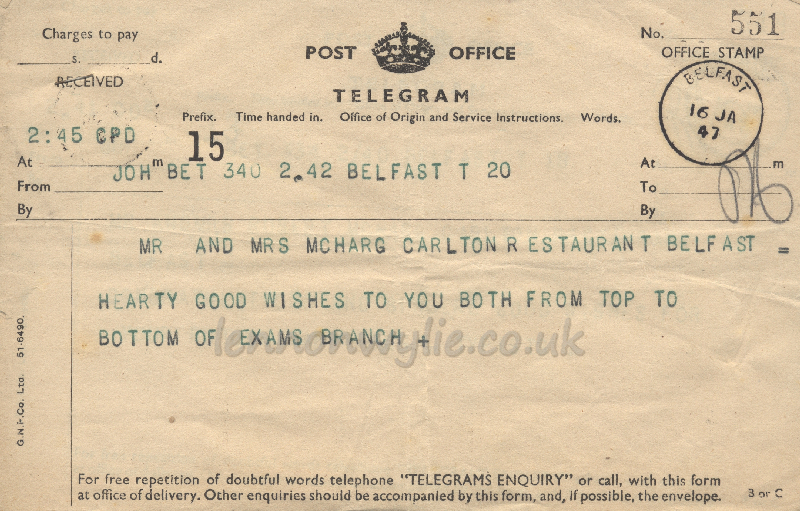 Charges to pay
s. d.
RECEIVED
POST OFFICE
TELEGRAM
No. 551
OFFICE STAMP
BELFAST
16 JA
47
Prefix. Time handed in. Office of Origin and Service Instructions. Words.
2:45 CPD
15
At m
From
By
JOH BET 340 2.42 BELFAST T 20
At m
To
By
MR AND MRS MCHARG CARLTON RESTAURANT BELFAST =
HEARTY GOOD WISHES TO YOU BOTH FROM TOP TO
BOTTOM OF EXAMS BRANCH +
lennonwylie.co.uk
G.N.P.Co. Ltd. 51-6490.
For free repetition of doubtful words telephone "TELEGRAMS ENQUIRY" or call, with this form
at office of delivery. Other enquiries should be accompanied by this form, and, if possible, the envelope.
B or C